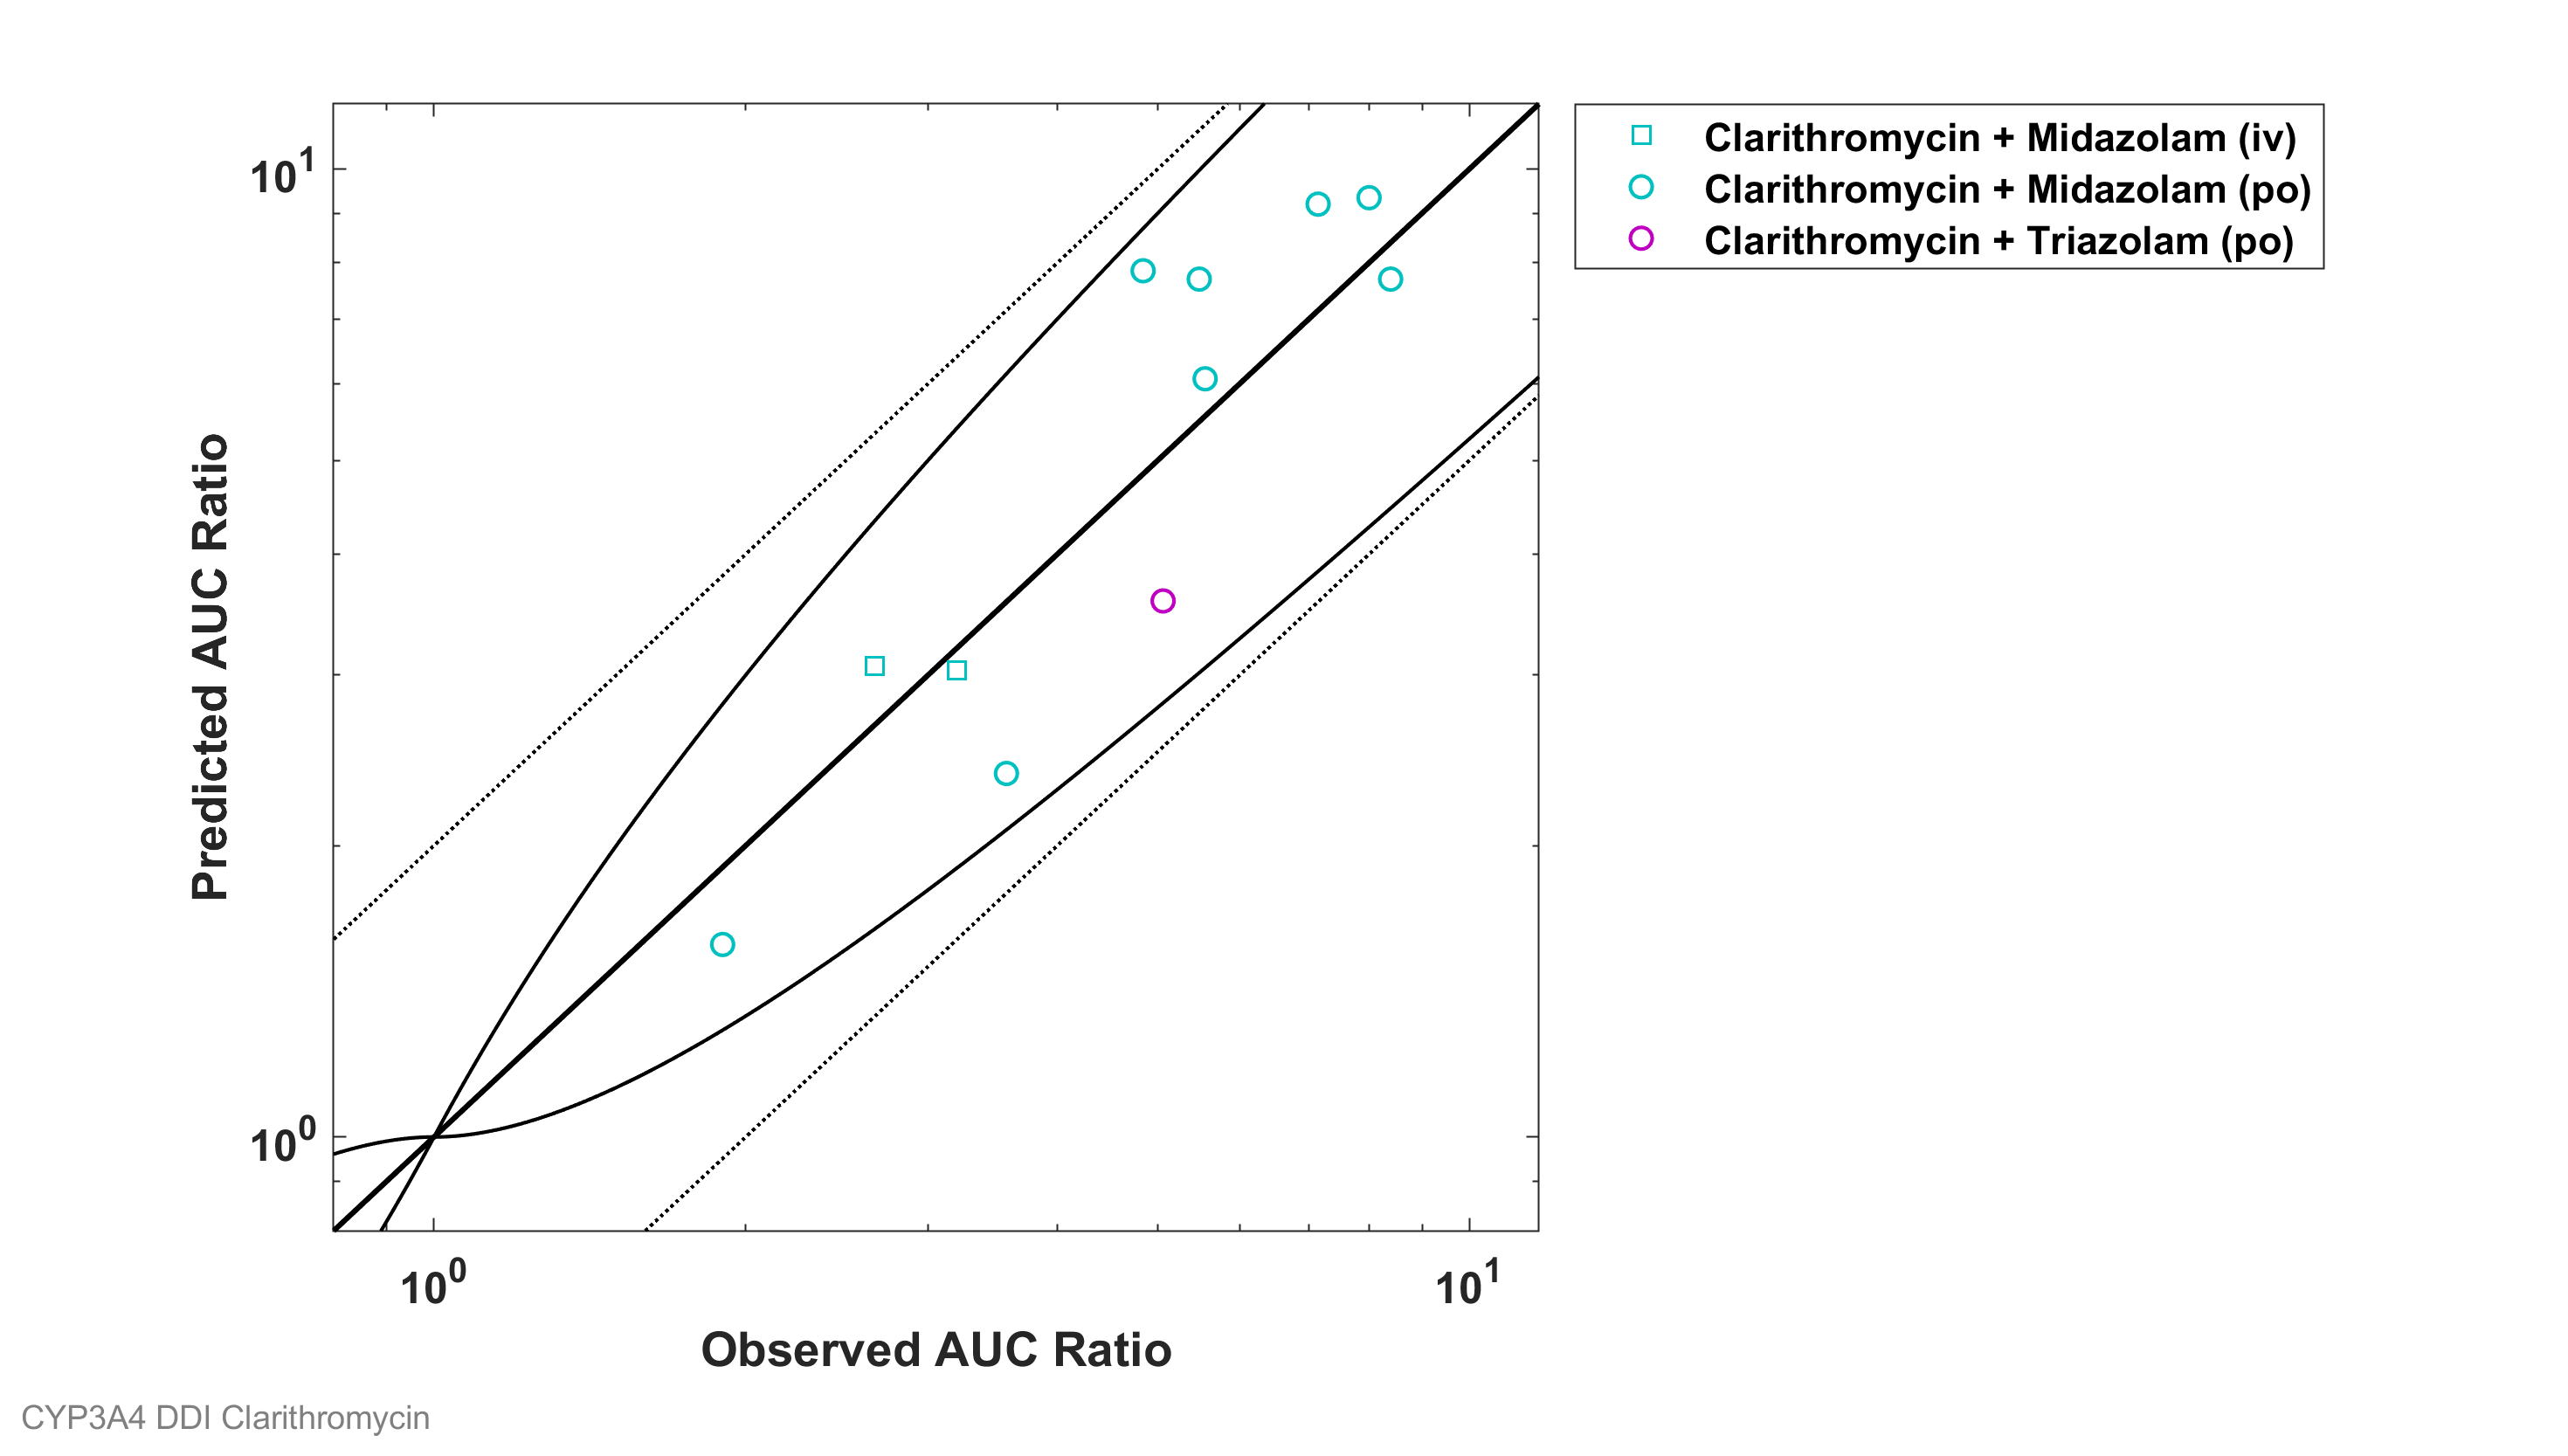 Clarithromycin + Midazolam (iv)
Clarithromycin + Midazolam (po)
Clarithromycin + Triazolam (po)
10^1
10^0
Predicted AUC Ratio
10^0 10^1
Observed AUC Ratio
CYP3A4 DDI Clarithromycin